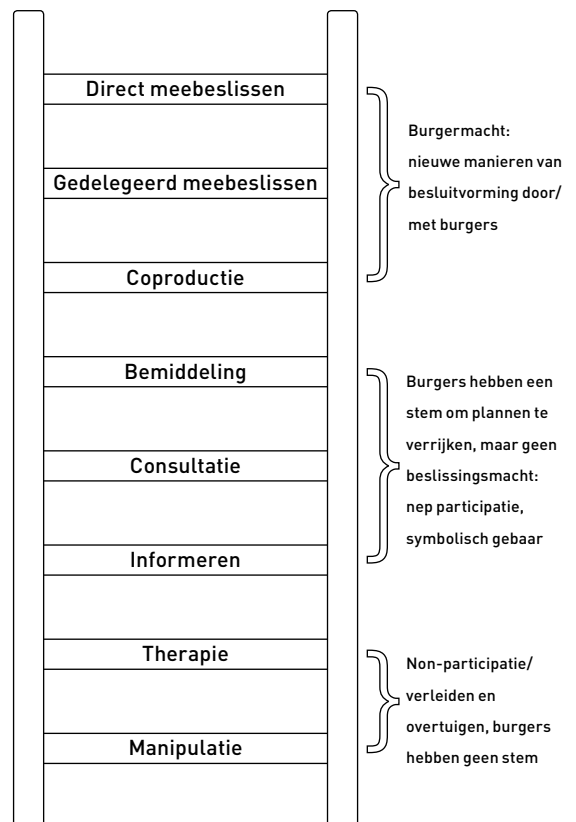 Direct meebeslissen
Gedelegeerd meebeslissen
Coproductie
Burgermacht:
nieuwe manieren van
besluitvorming door/
met burgers
Bemiddeling
Consultatie
Informeren
Burgers hebben een
stem om plannen te
verrijken, maar geen
beslissingsmacht:
nep participatie,
symbolisch gebaar
Therapie
Manipulatie
Non-participatie/
verleiden en
overtuigen, burgers
hebben geen stem